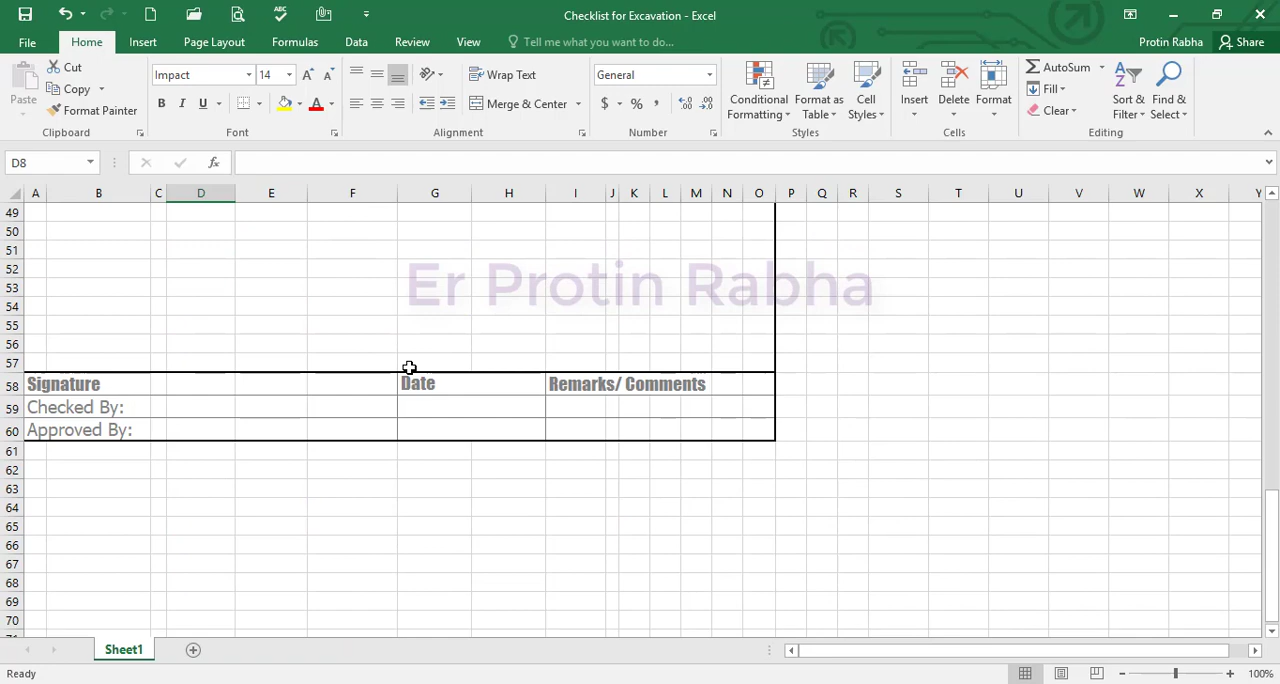 Checklist for Excavation - Excel
File Home Insert Page Layout Formulas Data Review View Tell me what you want to do... Protin Rabha Share
Paste Cut Copy Format Painter Clipboard
Impact 14 B I U A Font
Wrap Text Merge & Center Alignment
General $ % , Number
Conditional Formatting Format as Table Cell Styles Styles
Insert Delete Format Cells
AutoSum Fill Clear Sort & Filter Find & Select Editing
D8 fx
A B C D E F G H I J K L M N O P Q R S T U V W X Y
49
50
51
52
53
Er Protin Rabha
54
55
56
57
58 Signature Date Remarks/ Comments
59 Checked By:
60 Approved By:
61
62
63
64
65
66
67
68
69
70
Sheet1
Ready 100%